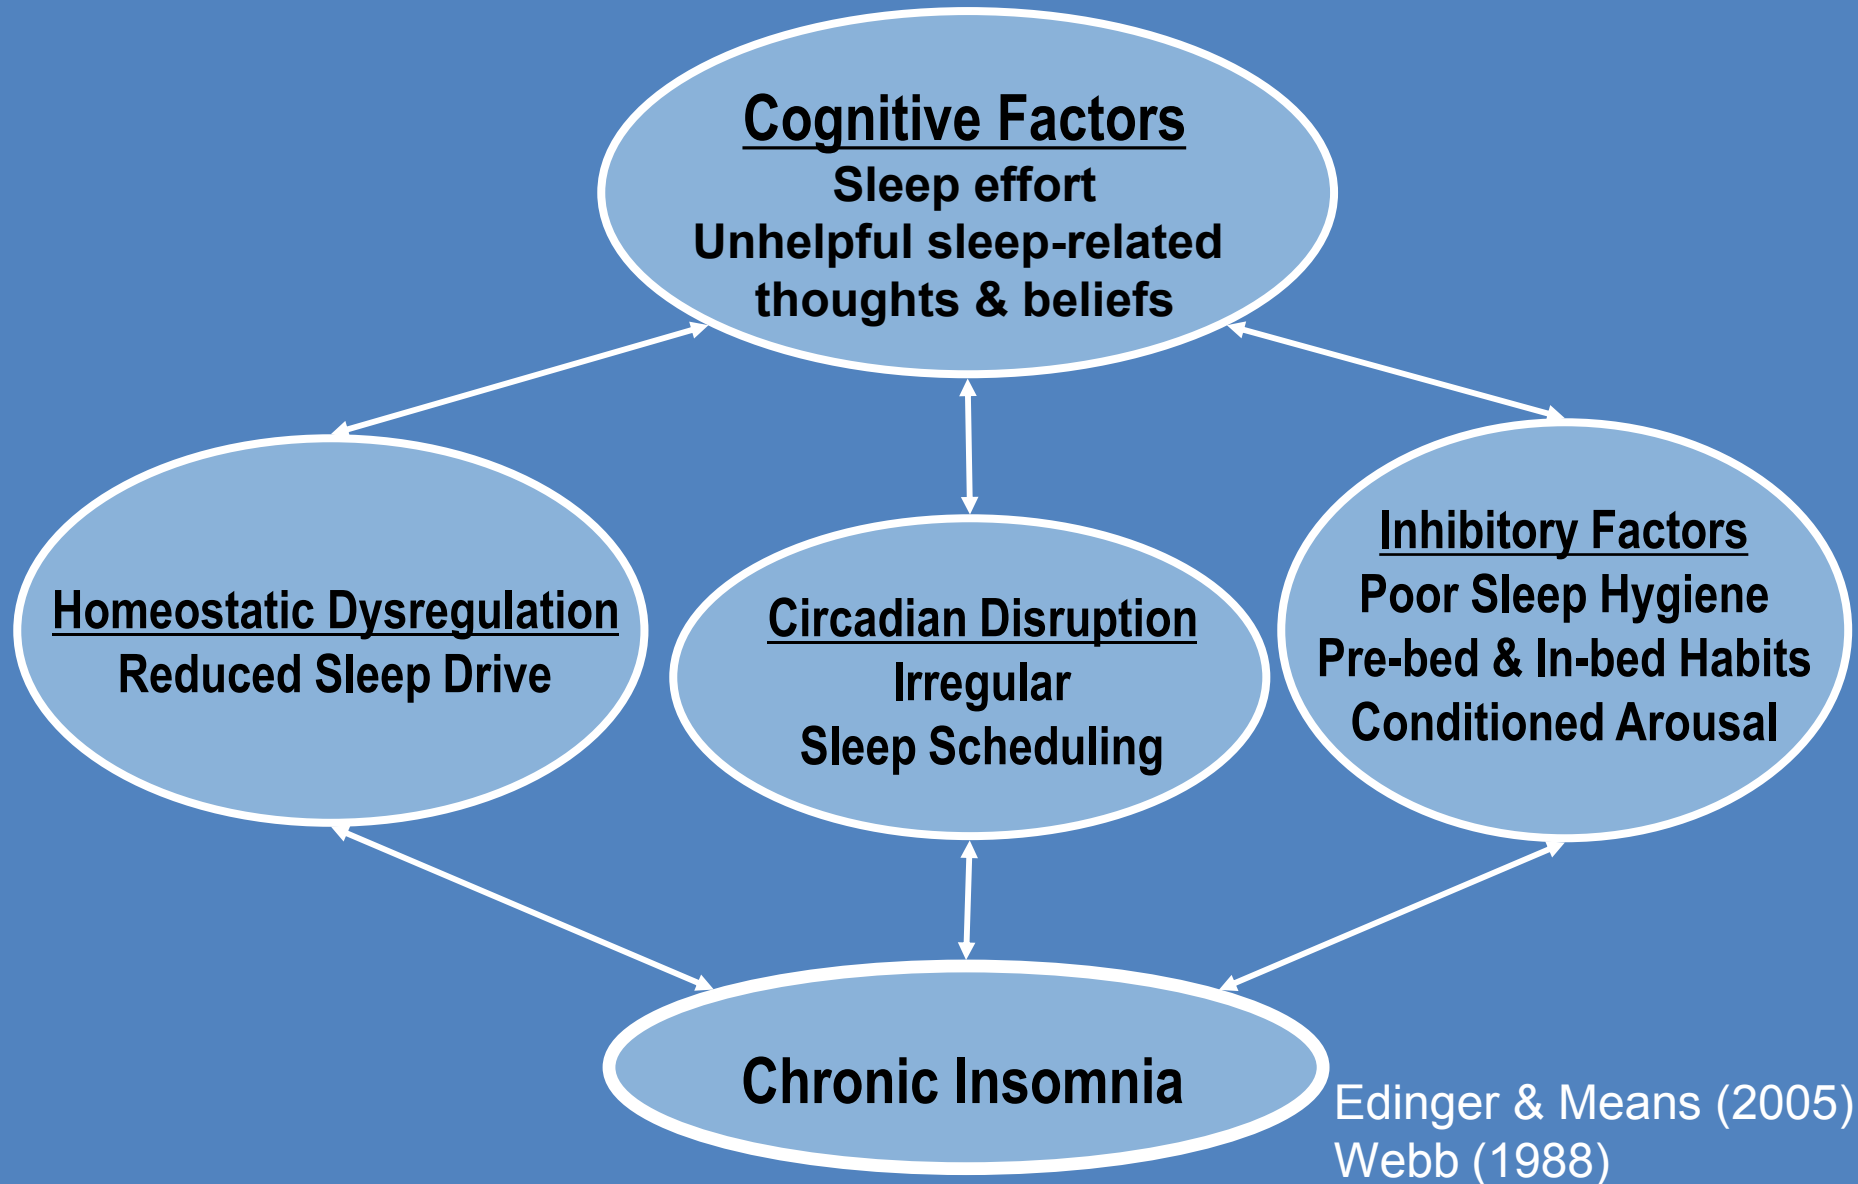 Cognitive Factors
Sleep effort
Unhelpful sleep-related
thoughts & beliefs
Homeostatic Dysregulation
Reduced Sleep Drive
Circadian Disruption
Irregular
Sleep Scheduling
Inhibitory Factors
Poor Sleep Hygiene
Pre-bed & In-bed Habits
Conditioned Arousal
Chronic Insomnia
Edinger & Means (2005)
Webb (1988)